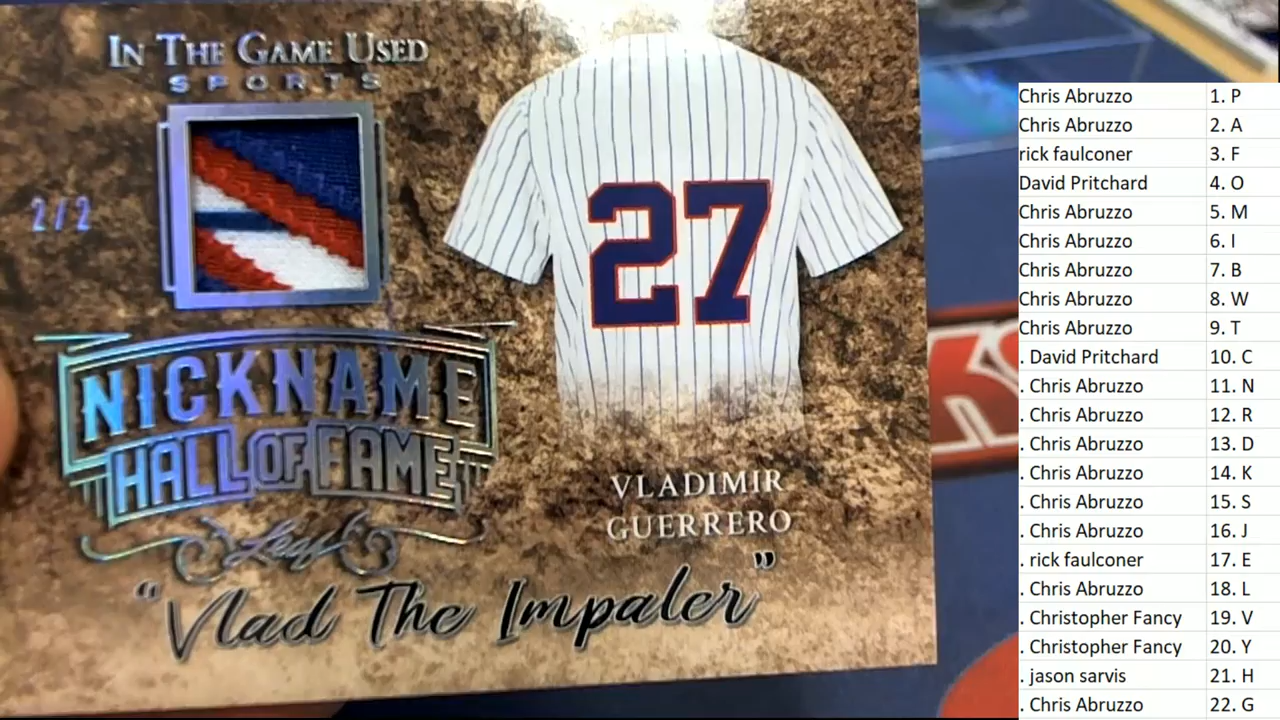 IN THE GAME USED
SPORTS
2/2
27
NICKNAME
HALL OF FAME
Leaf
VLADIMIR
GUERRERO
"Vlad The Impaler"
Chris Abruzzo 1. P
Chris Abruzzo 2. A
rick faulconer 3. F
David Pritchard 4. O
Chris Abruzzo 5. M
Chris Abruzzo 6. I
Chris Abruzzo 7. B
Chris Abruzzo 8. W
Chris Abruzzo 9. T
. David Pritchard 10. C
. Chris Abruzzo 11. N
. Chris Abruzzo 12. R
. Chris Abruzzo 13. D
. Chris Abruzzo 14. K
. Chris Abruzzo 15. S
. Chris Abruzzo 16. J
. rick faulconer 17. E
. Chris Abruzzo 18. L
. Christopher Fancy 19. V
. Christopher Fancy 20. Y
. jason sarvis 21. H
. Chris Abruzzo 22. G